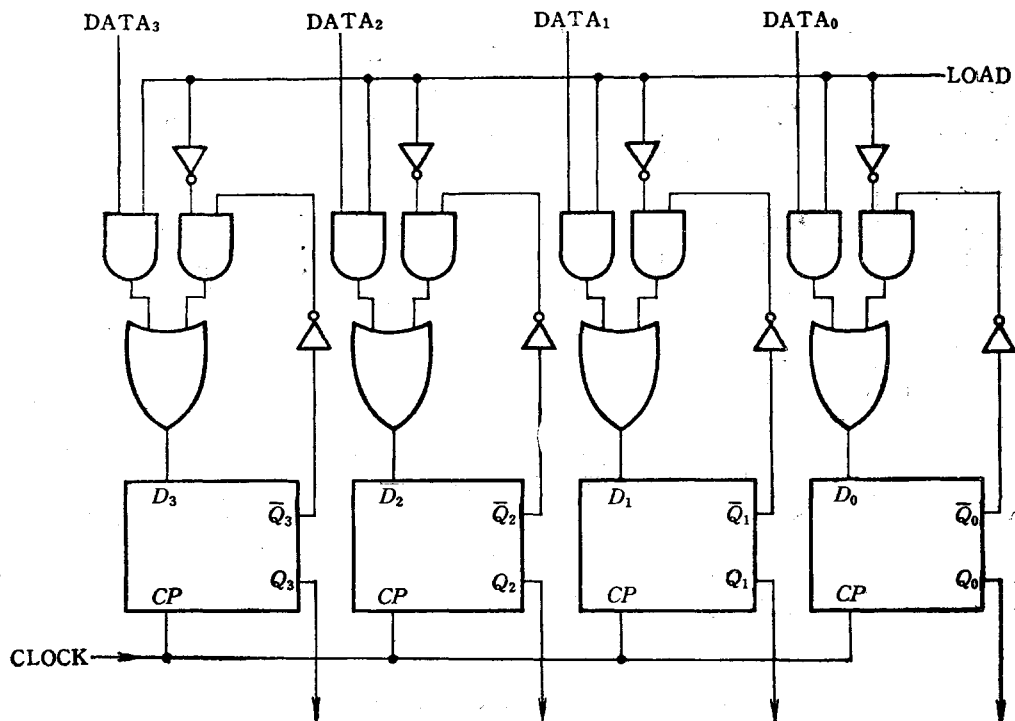 DATA₃ DATA₂ DATA₁ DATA₀
LOAD
D₃ D₂ D₁ D₀
Q̅₃ Q̅₂ Q̅₁ Q̅₀
Q₃ Q₂ Q₁ Q₀
CP CP CP CP
CLOCK